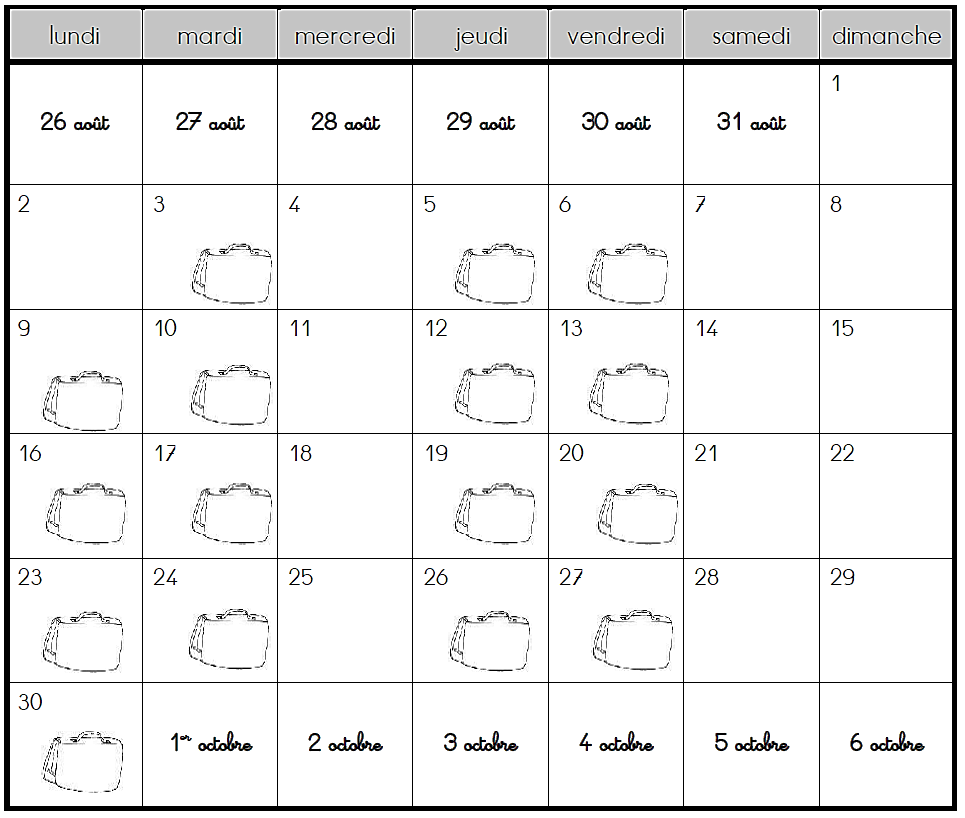 lundi mardi mercredi jeudi vendredi samedi dimanche
26 août 27 août 28 août 29 août 30 août 31 août 1
2 3 4 5 6 7 8
9 10 11 12 13 14 15
16 17 18 19 20 21 22
23 24 25 26 27 28 29
30 1er octobre 2 octobre 3 octobre 4 octobre 5 octobre 6 octobre